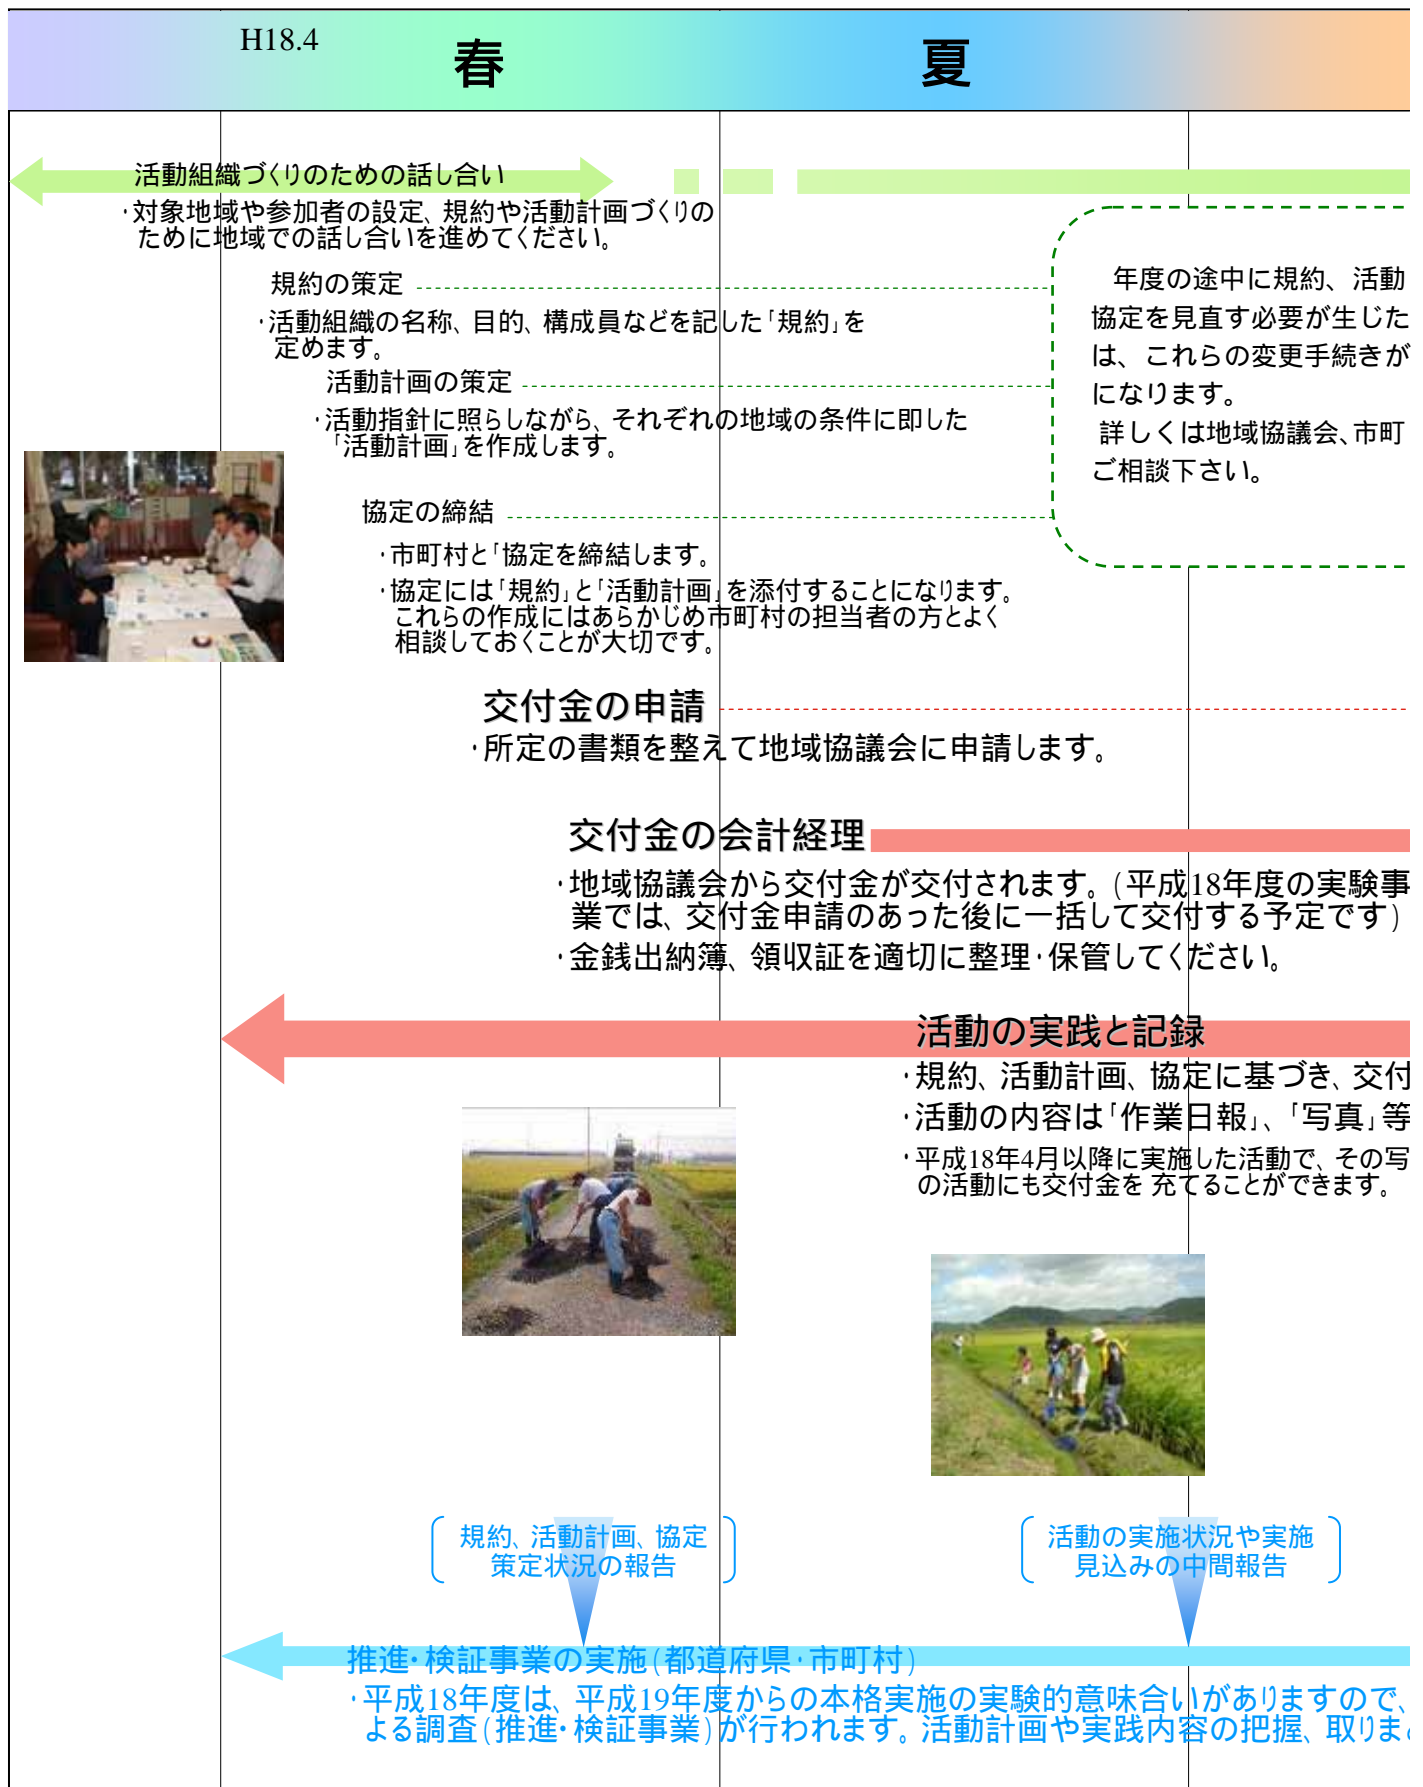 H18.4
春
夏
活動組織づくりのための話し合い
・対象地域や参加者の設定、規約や活動計画づくりの
ために地域での話し合いを進めてください。
規約の策定
・活動組織の名称、目的、構成員などを記した「規約」を
定めます。
活動計画の策定
・活動指針に照らしながら、それぞれの地域の条件に即した
「活動計画」を作成します。
協定の締結
・市町村と「協定を締結します。
・協定には「規約」と「活動計画」を添付することになります。
これらの作成にはあらかじめ市町村の担当者の方とよく
相談しておくことが大切です。
年度の途中に規約、活動
協定を見直す必要が生じた
は、これらの変更手続きが
になります。
詳しくは地域協議会、市町
ご相談下さい。
交付金の申請
・所定の書類を整えて地域協議会に申請します。
交付金の会計経理
・地域協議会から交付金が交付されます。(平成18年度の実験事
業では、交付金申請のあった後に一括して交付する予定です)
・金銭出納簿、領収証を適切に整理・保管してください。
活動の実践と記録
・規約、活動計画、協定に基づき、交付
・活動の内容は「作業日報」、「写真」等
・平成18年4月以降に実施した活動で、その写
の活動にも交付金を 充てることができます。
規約、活動計画、協定
策定状況の報告
活動の実施状況や実施
見込みの中間報告
推進・検証事業の実施(都道府県・市町村)
・平成18年度は、平成19年度からの本格実施の実験的意味合いがありますので、
よる調査(推進・検証事業)が行われます。活動計画や実践内容の把握、取りま